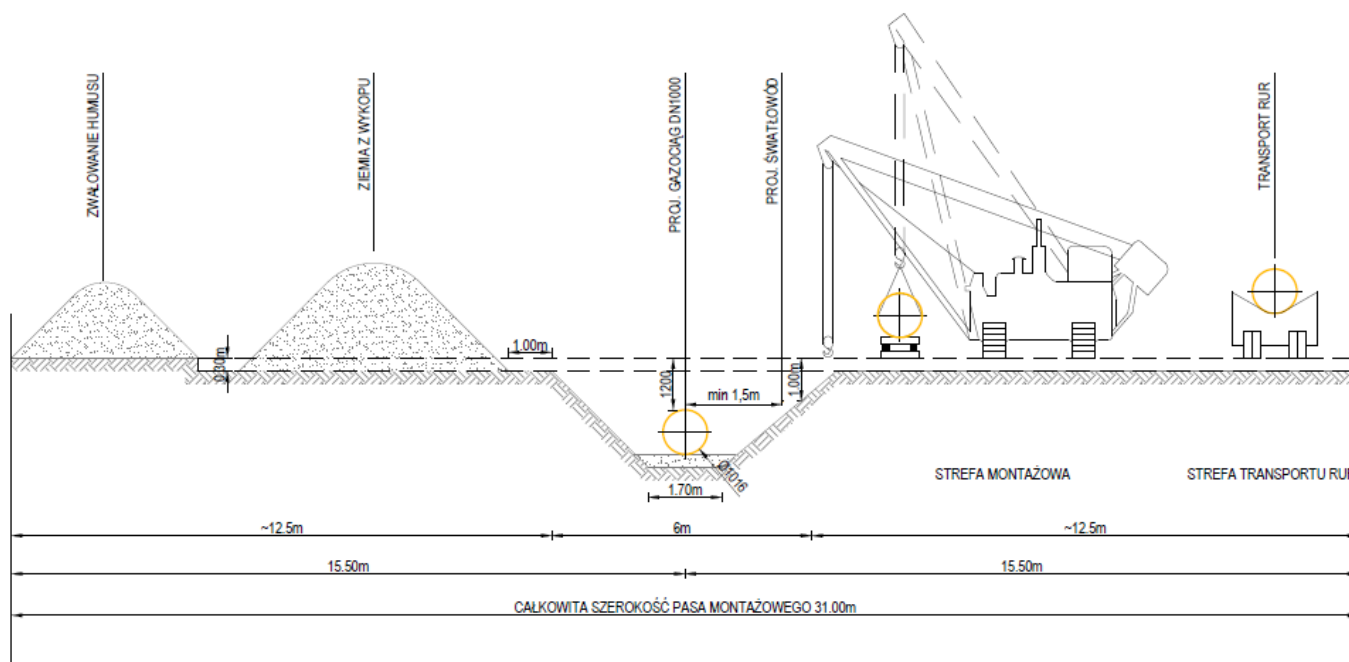 ZWAŁOWANIE HUMUSU
ZIEMIA Z WYKOPU
PROJ. GAZOCIĄG DN1000
PROJ. ŚWIATŁOWÓD
TRANSPORT RUR
0.30m
1.00m
1200
min 1,5m
1.00m
Ø1016
1.70m
STREFA MONTAŻOWA
STREFA TRANSPORTU RUR
~12.5m
6m
~12.5m
15.50m
15.50m
CAŁKOWITA SZEROKOŚĆ PASA MONTAŻOWEGO 31.00m